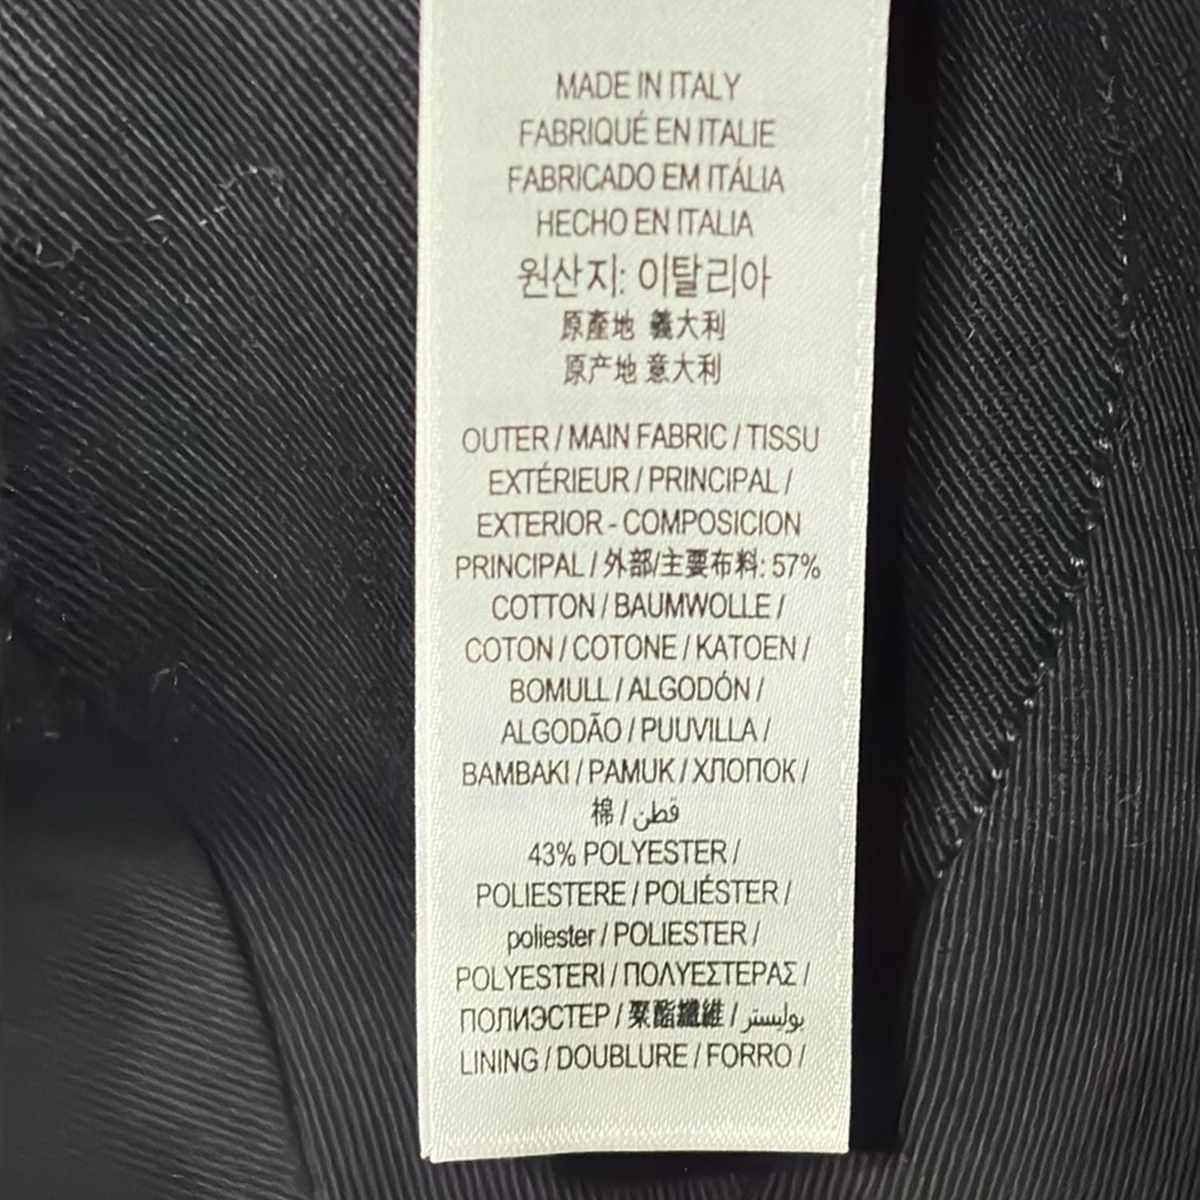 MADE IN ITALY
FABRIQUÉ EN ITALIE
FABRICADO EM ITÁLIA
HECHO EN ITALIA
원산지: 이탈리아
原產地 義大利
原产地 意大利
OUTER / MAIN FABRIC / TISSU
EXTÉRIEUR / PRINCIPAL /
EXTERIOR - COMPOSICION
PRINCIPAL / 外部/主要布料: 57%
COTTON / BAUMWOLLE /
COTON / COTONE / KATOEN /
BOMULL / ALGODÓN /
ALGODÃO / PUUVILLA /
BAMBAKI / PAMUK / ХЛОПОК /
棉 / قطن
43% POLYESTER /
POLIESTERE / POLIÉSTER /
poliester / POLIESTER /
POLYESTERI / ΠΟΛΥΕΣΤΕΡΑΣ /
ПОЛИЭСТЕР / 聚酯纖維 / بوليستر
LINING / DOUBLURE / FORRO /